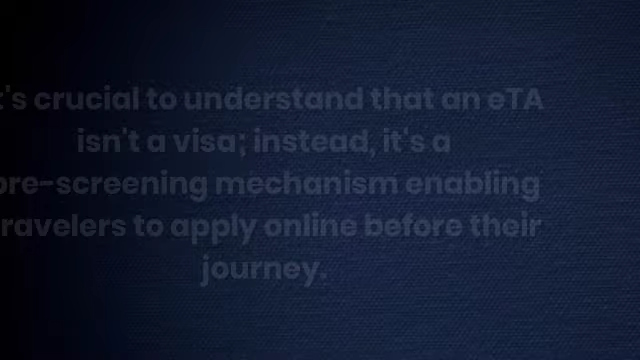 's crucial to understand that an eTA
isn't a visa; instead, it's a
pre-screening mechanism enabling
ravelers to apply online before their
journey.